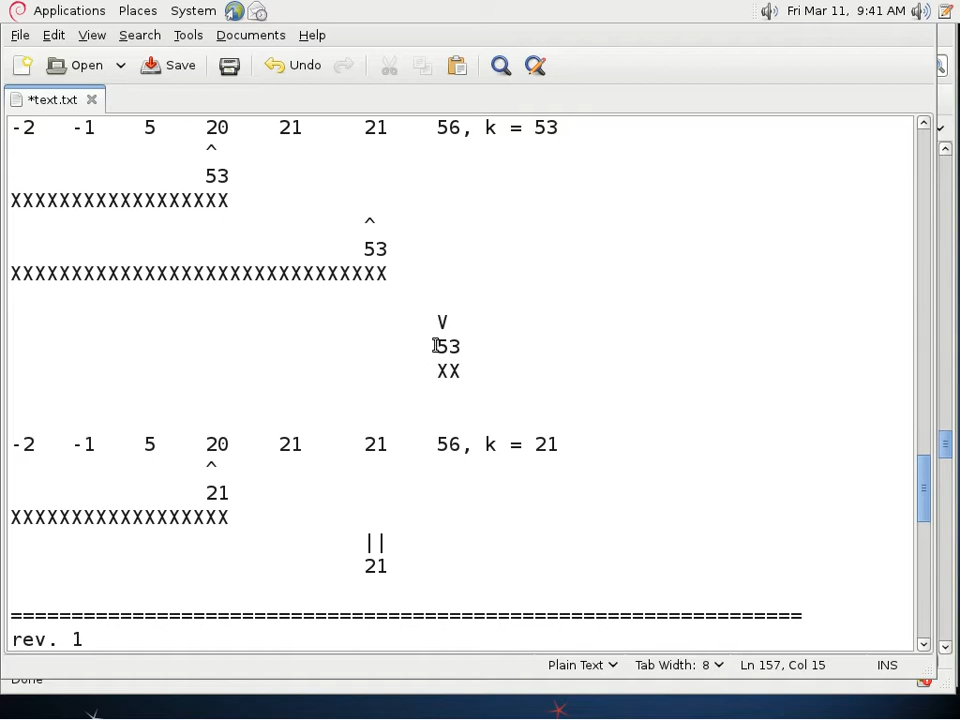 Applications Places System Fri Mar 11, 9:41 AM
File Edit View Search Tools Documents Help
Open Save Undo
*text.txt
-2 -1 5 20 21 21 56, k = 53
^
53
XXXXXXXXXXXXXXXXXX
^
53
XXXXXXXXXXXXXXXXXXXXXXXXXXXXXXX
V
53
XX
-2 -1 5 20 21 21 56, k = 21
^
21
XXXXXXXXXXXXXXXXXX
||
21
=================================================================
rev. 1
Plain Text Tab Width: 8 Ln 157, Col 15 INS
Done